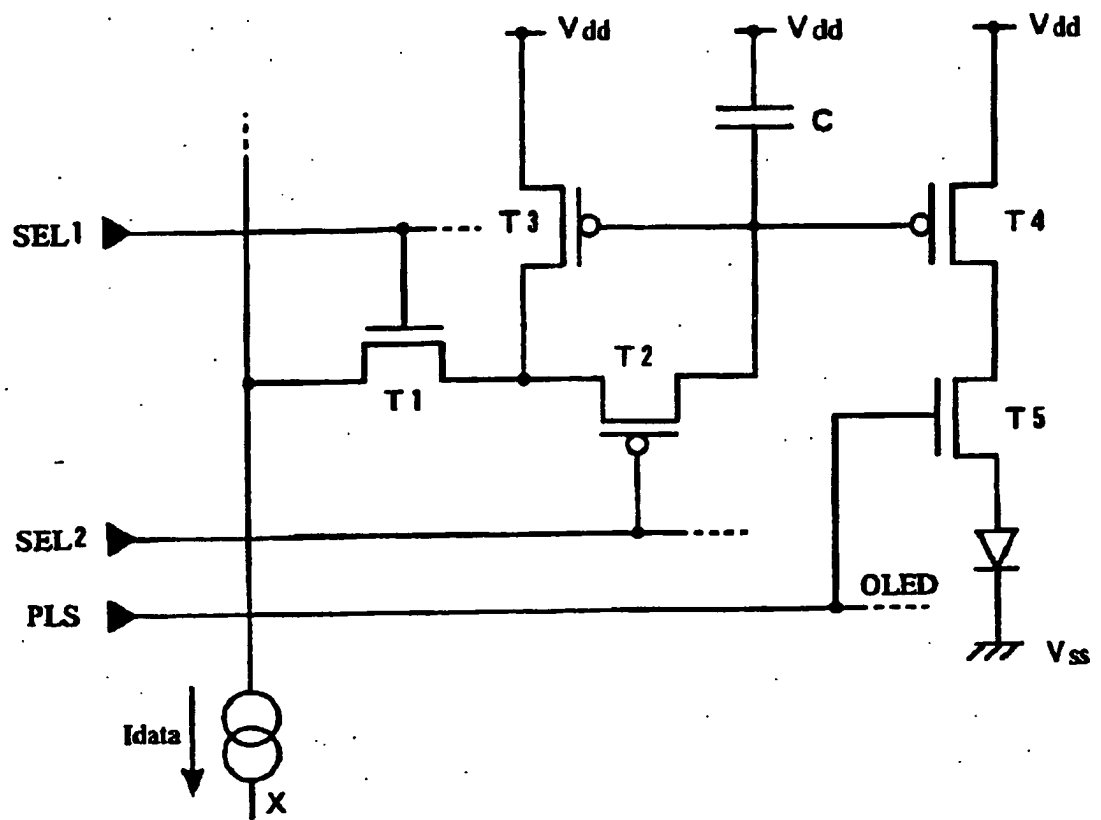 Vdd
Vdd
Vdd
C
SEL1
T3
T4
T2
T1
T5
SEL2
OLED
PLS
Vss
Idata
X